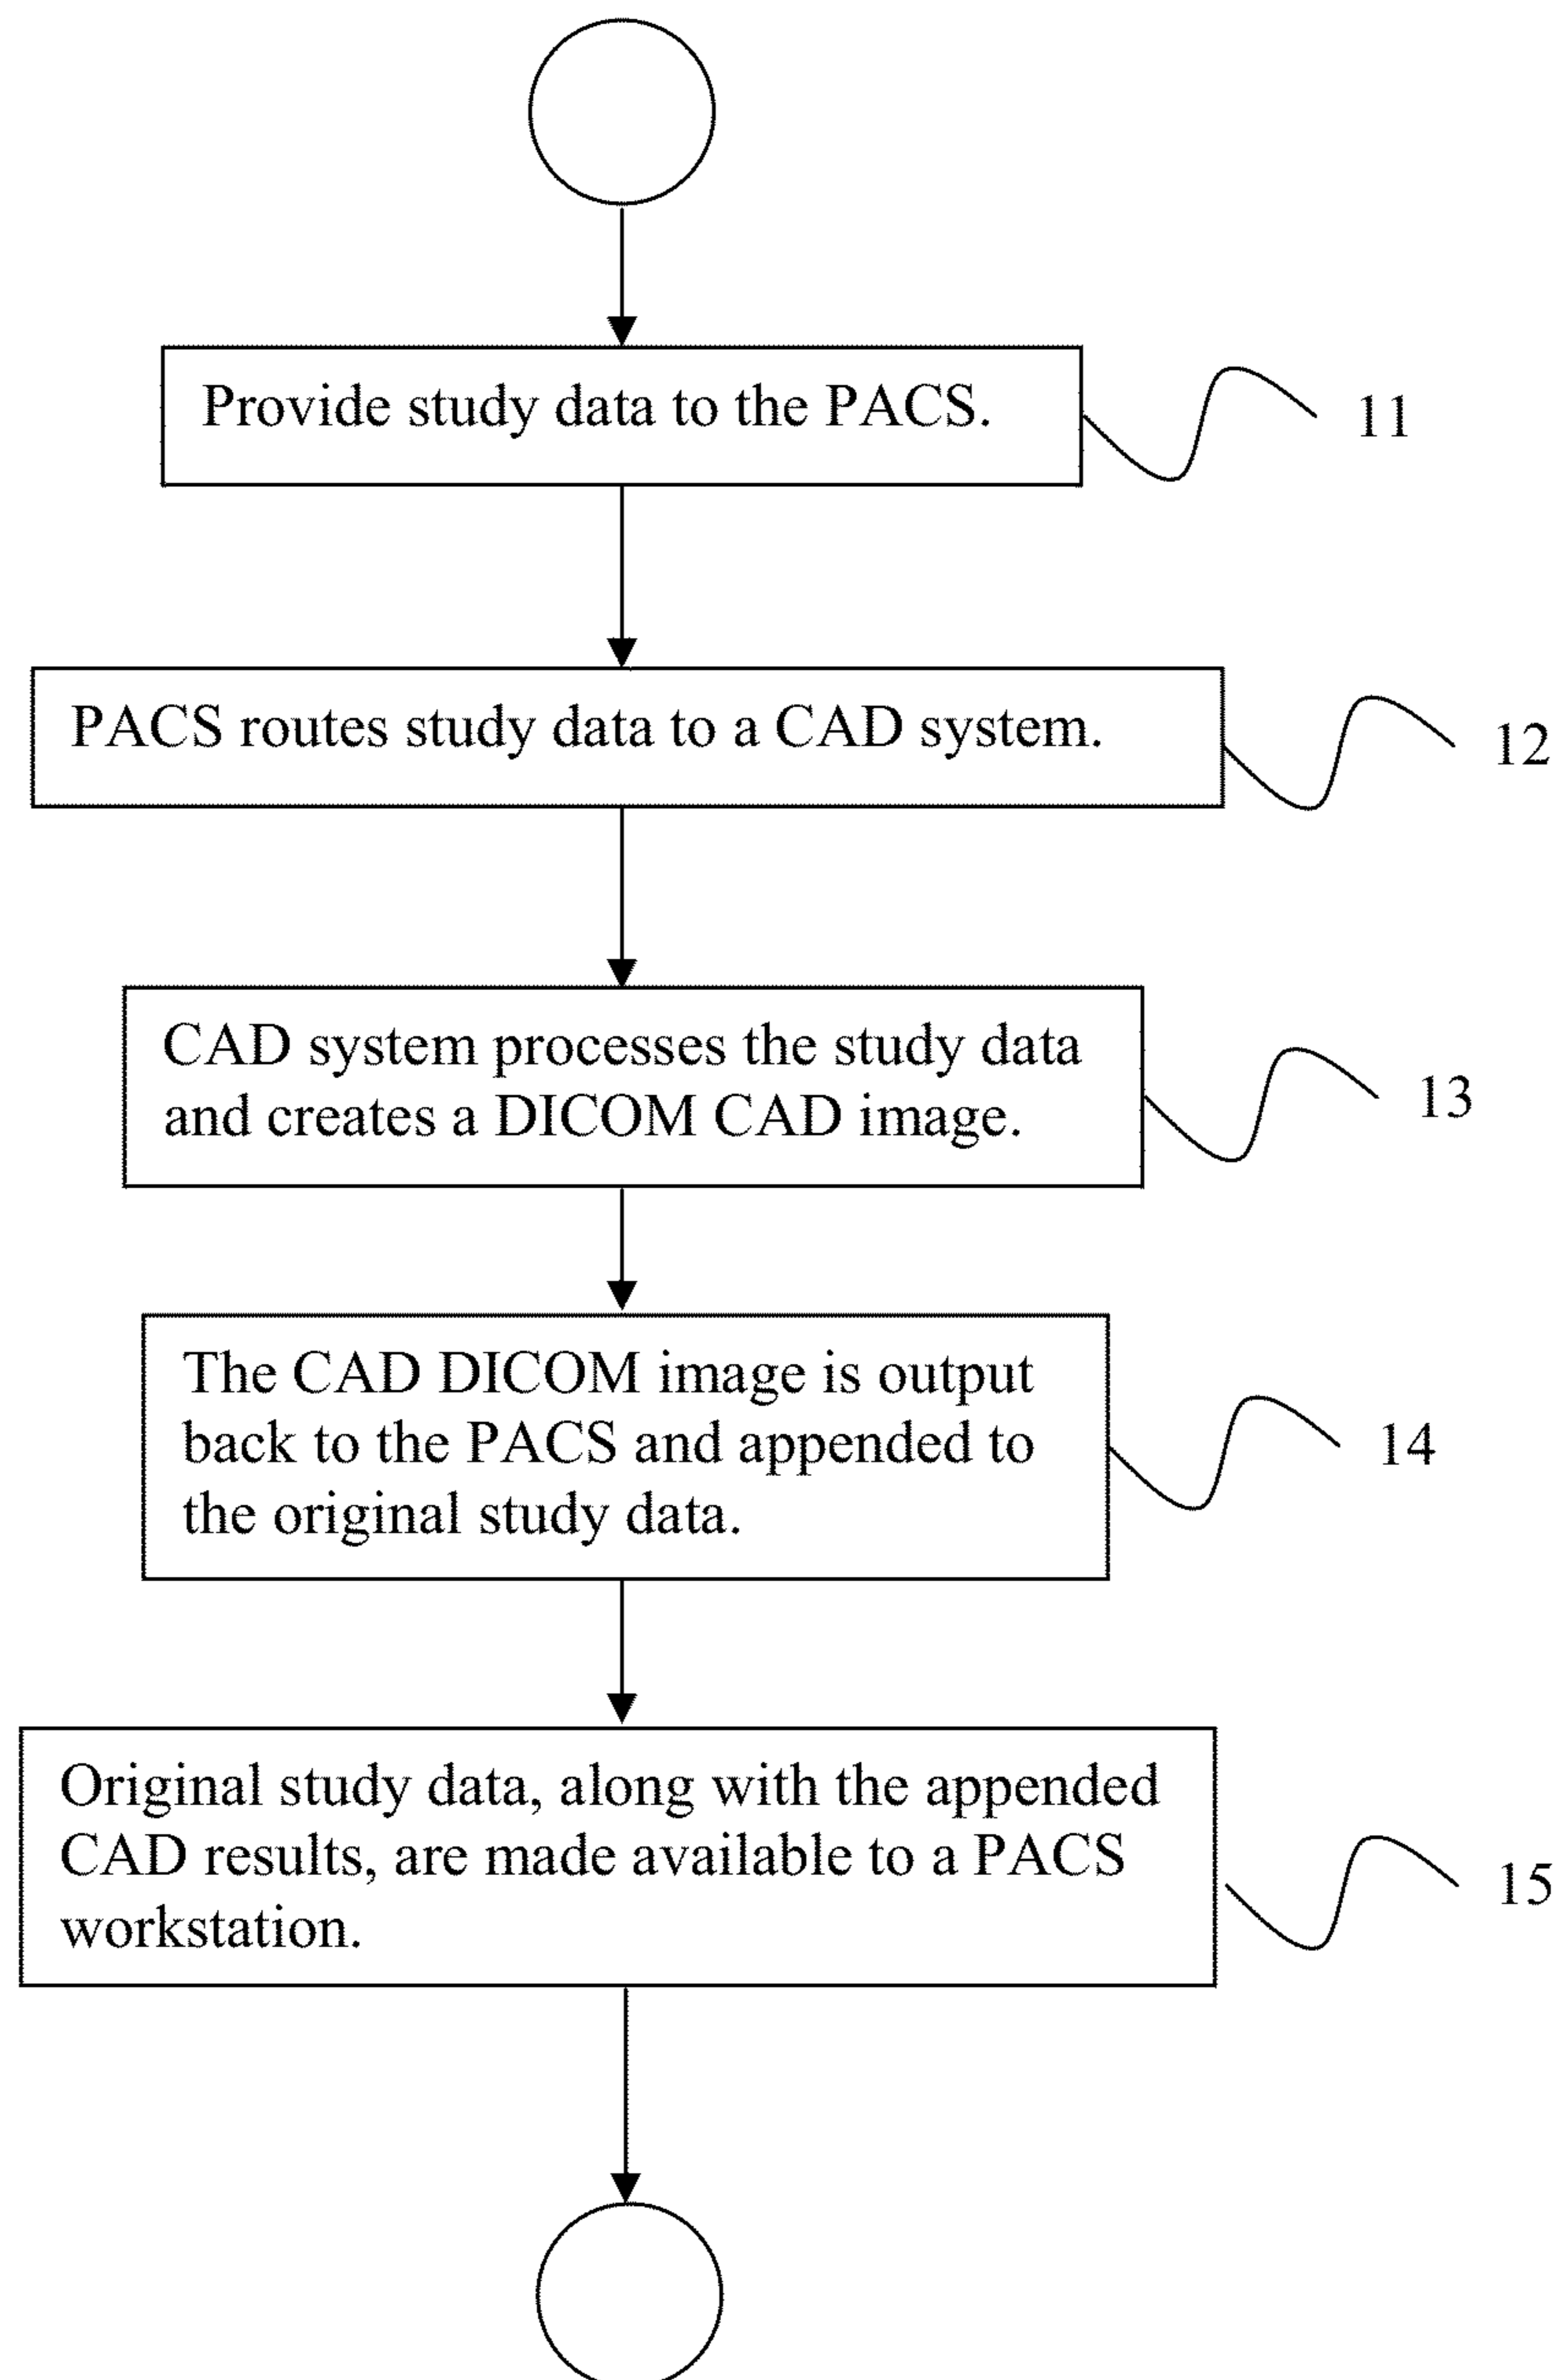 Provide study data to the PACS.
11
PACS routes study data to a CAD system.
12
CAD system processes the study data
and creates a DICOM CAD image.
13
The CAD DICOM image is output
back to the PACS and appended to
the original study data.
14
Original study data, along with the appended
CAD results, are made available to a PACS
workstation.
15